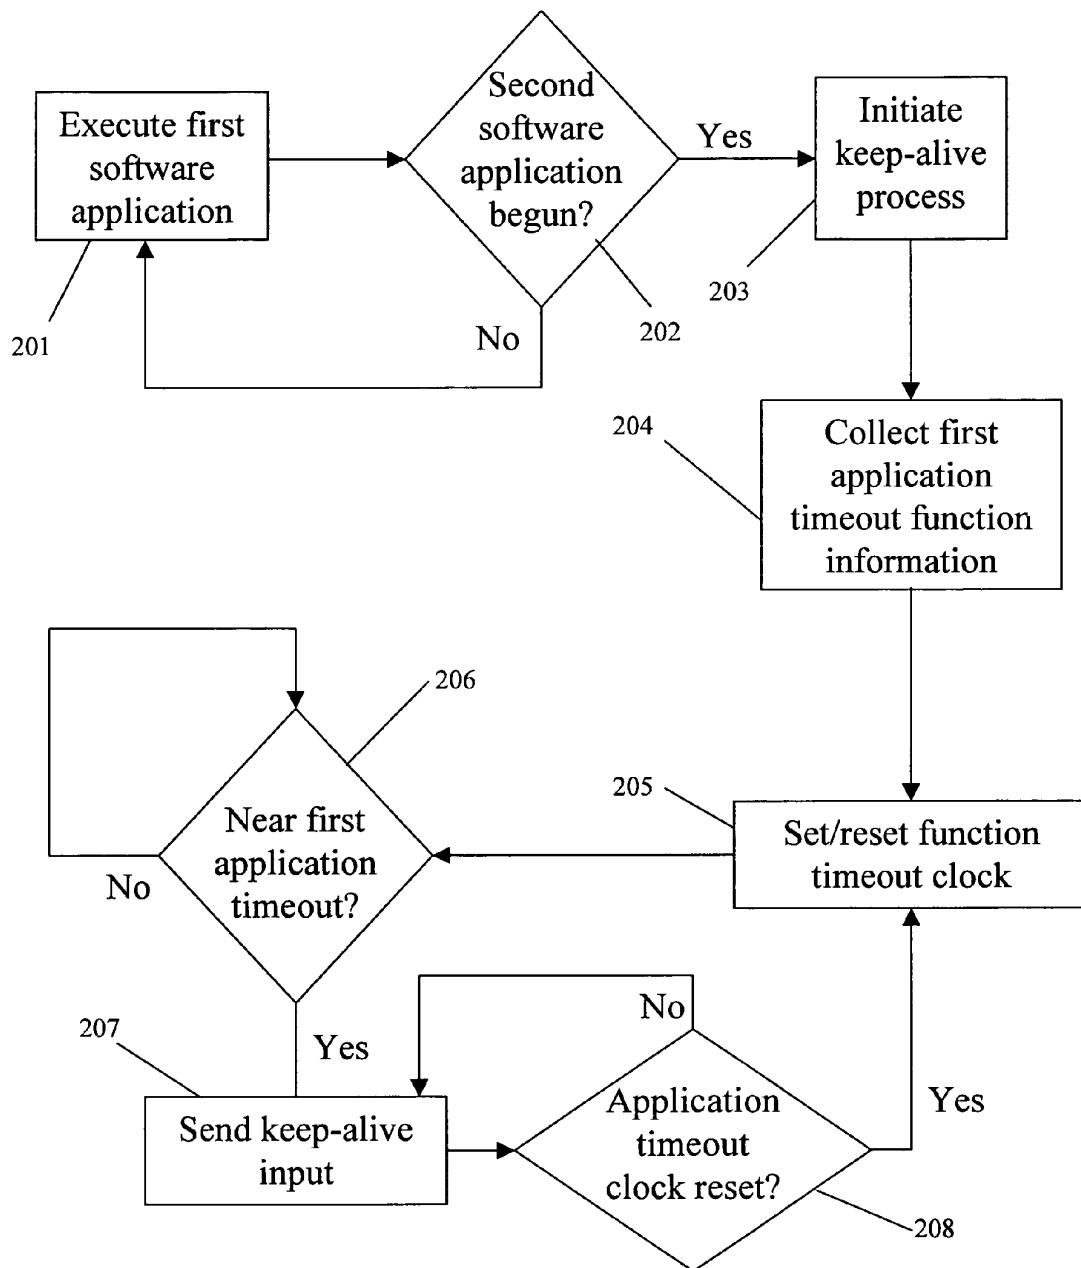 Execute first
software
application
201
Second
software
application
begun?
202
Yes
No
Initiate
keep-alive
process
203
204
Collect first
application
timeout function
information
205
Set/reset function
timeout clock
206
Near first
application
timeout?
No
Yes
207
Send keep-alive
input
No
Application
timeout
clock reset?
Yes
208